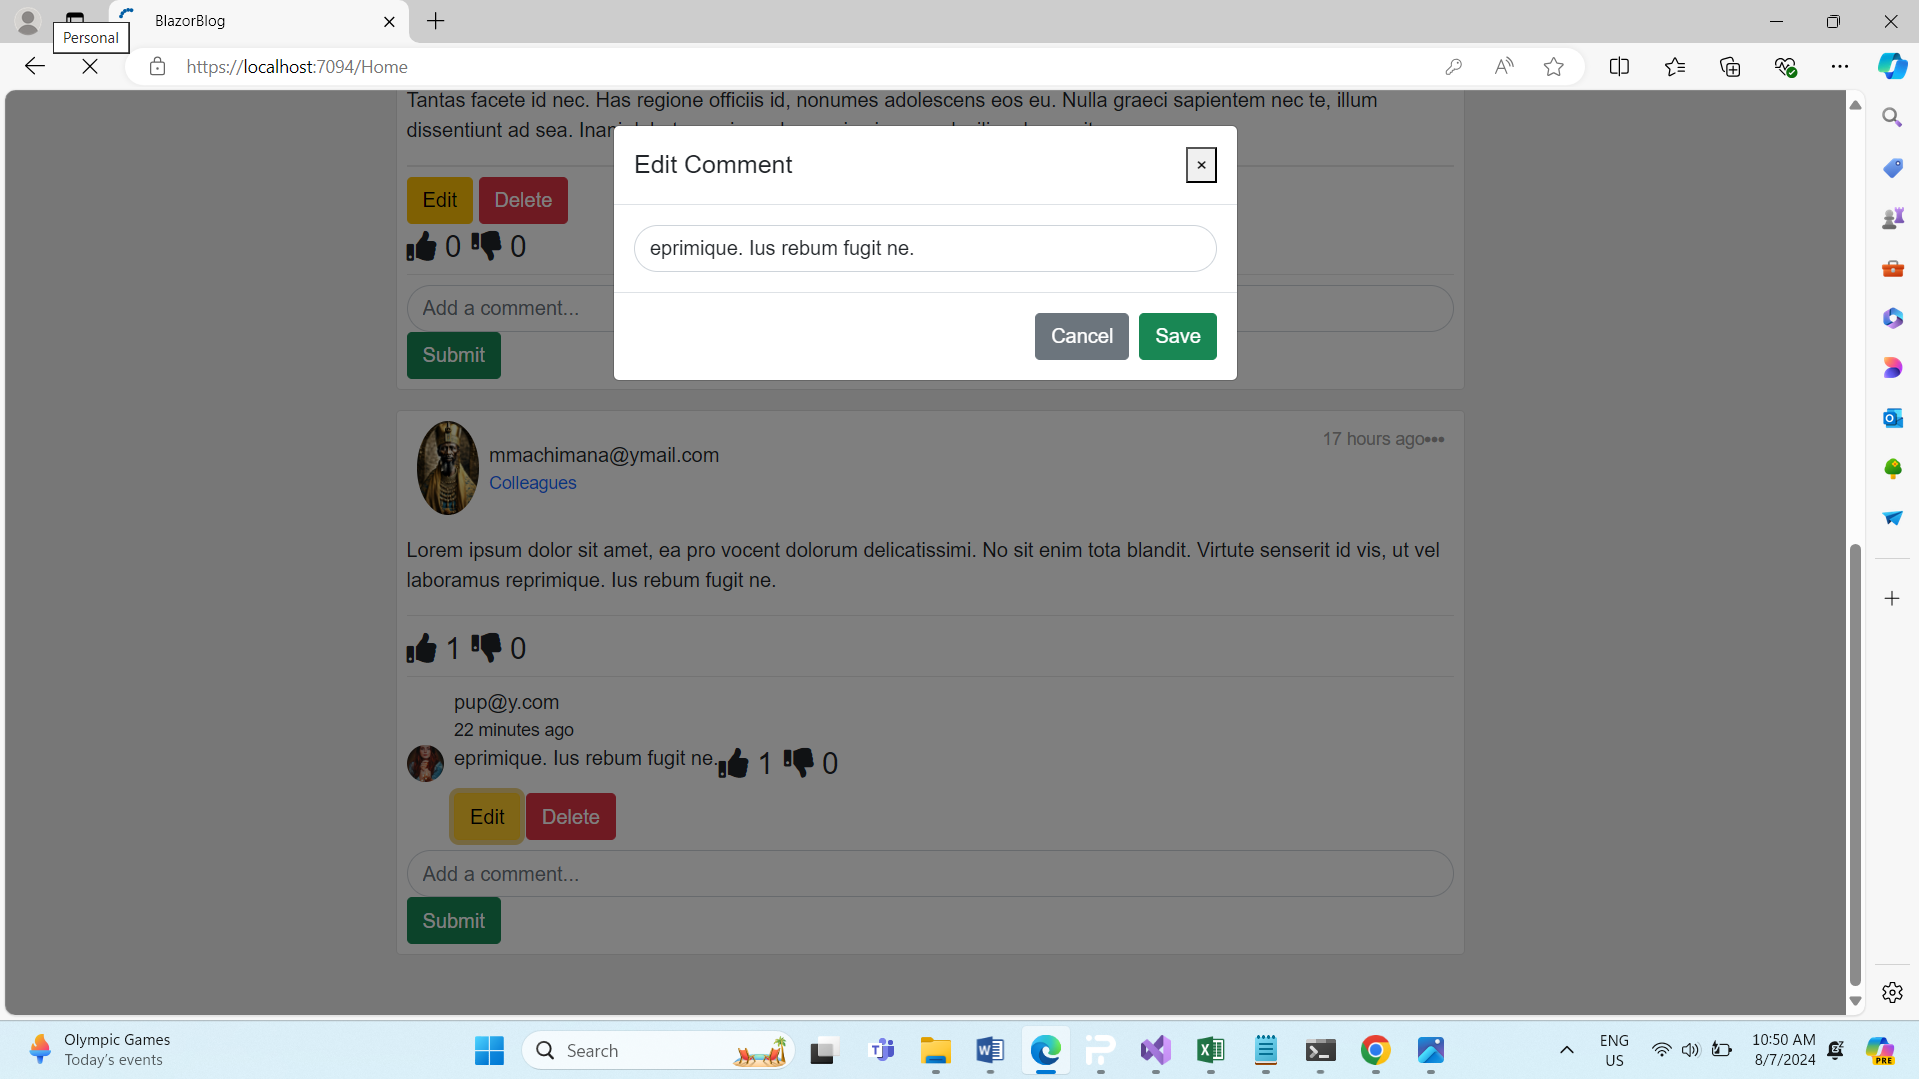 BlazorBlog
Personal
https://localhost:7094/Home
Tantas facete id nec. Has regione officiis id, nonumes adolescens eos eu. Nulla graeci sapientem nec te, illum
dissentiunt ad sea.
Edit Comment
×
Edit
Delete
0
0
eprimique. Ius rebum fugit ne.
Add a comment...
Cancel
Save
Submit
mmachimana@ymail.com
Colleagues
17 hours ago•••
Lorem ipsum dolor sit amet, ea pro vocent dolorum delicatissimi. No sit enim tota blandit. Virtute senserit id vis, ut vel
laboramus reprimique. Ius rebum fugit ne.
1
0
pup@y.com
22 minutes ago
eprimique. Ius rebum fugit ne.
1
0
Edit
Delete
Add a comment...
Submit
Olympic Games
Today's events
Search
ENG
US
10:50 AM
8/7/2024
PRE